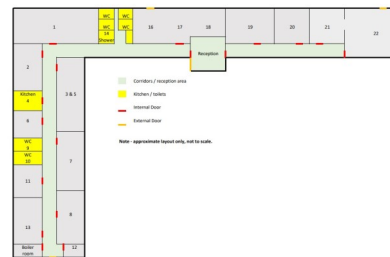 1
WC
WC
WC
WC
14
Shower
16
17
18
19
20
21
22
Reception
2
Kitchen
4
3 & 5
6
WC
9
WC
10
7
11
8
13
Boiler
room
12
Corridors / reception area
Kitchen / toilets
Internal Door
External Door
Note - approximate layout only, not to scale.